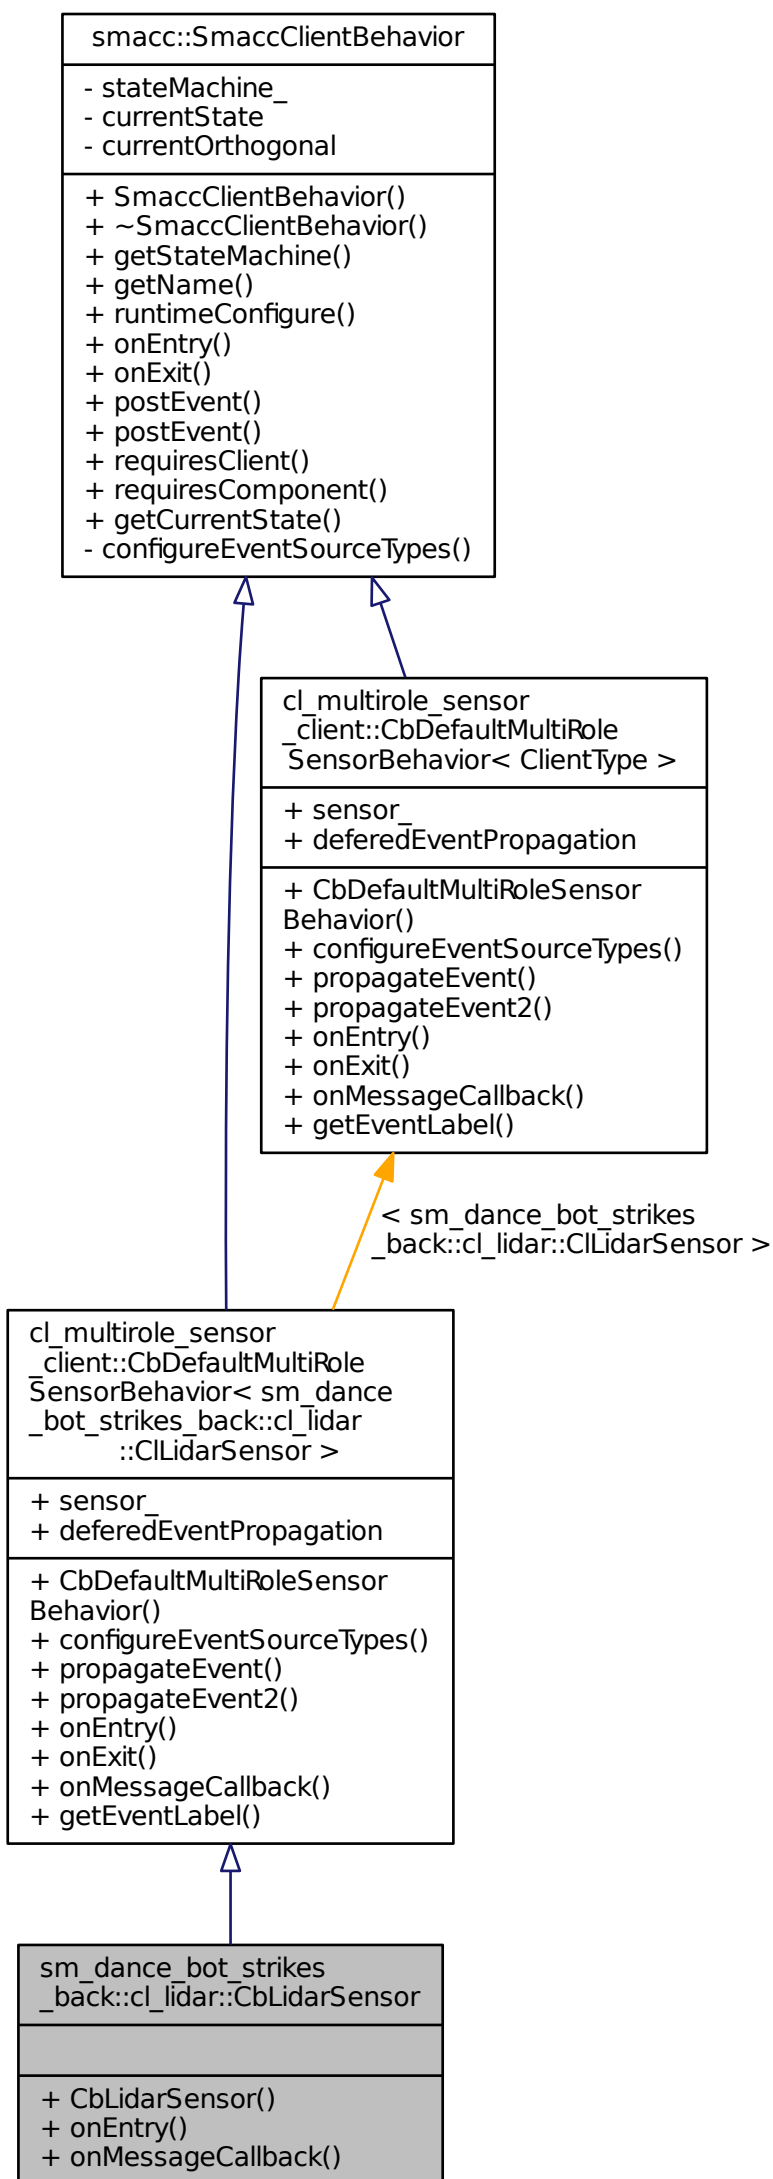 smacc::SmaccClientBehavior
- stateMachine_
- currentState
- currentOrthogonal
+ SmaccClientBehavior()
+ ~SmaccClientBehavior()
+ getStateMachine()
+ getName()
+ runtimeConfigure()
+ onEntry()
+ onExit()
+ postEvent()
+ postEvent()
+ requiresClient()
+ requiresComponent()
+ getCurrentState()
- configureEventSourceTypes()
cl_multirole_sensor
_client::CbDefaultMultiRole
SensorBehavior< ClientType >
+ sensor_
+ deferedEventPropagation
+ CbDefaultMultiRoleSensor
Behavior()
+ configureEventSourceTypes()
+ propagateEvent()
+ propagateEvent2()
+ onEntry()
+ onExit()
+ onMessageCallback()
+ getEventLabel()
< sm_dance_bot_strikes
_back::cl_lidar::ClLidarSensor >
cl_multirole_sensor
_client::CbDefaultMultiRole
SensorBehavior< sm_dance
_bot_strikes_back::cl_lidar
::ClLidarSensor >
+ sensor_
+ deferedEventPropagation
+ CbDefaultMultiRoleSensor
Behavior()
+ configureEventSourceTypes()
+ propagateEvent()
+ propagateEvent2()
+ onEntry()
+ onExit()
+ onMessageCallback()
+ getEventLabel()
sm_dance_bot_strikes
_back::cl_lidar::CbLidarSensor
+ CbLidarSensor()
+ onEntry()
+ onMessageCallback()